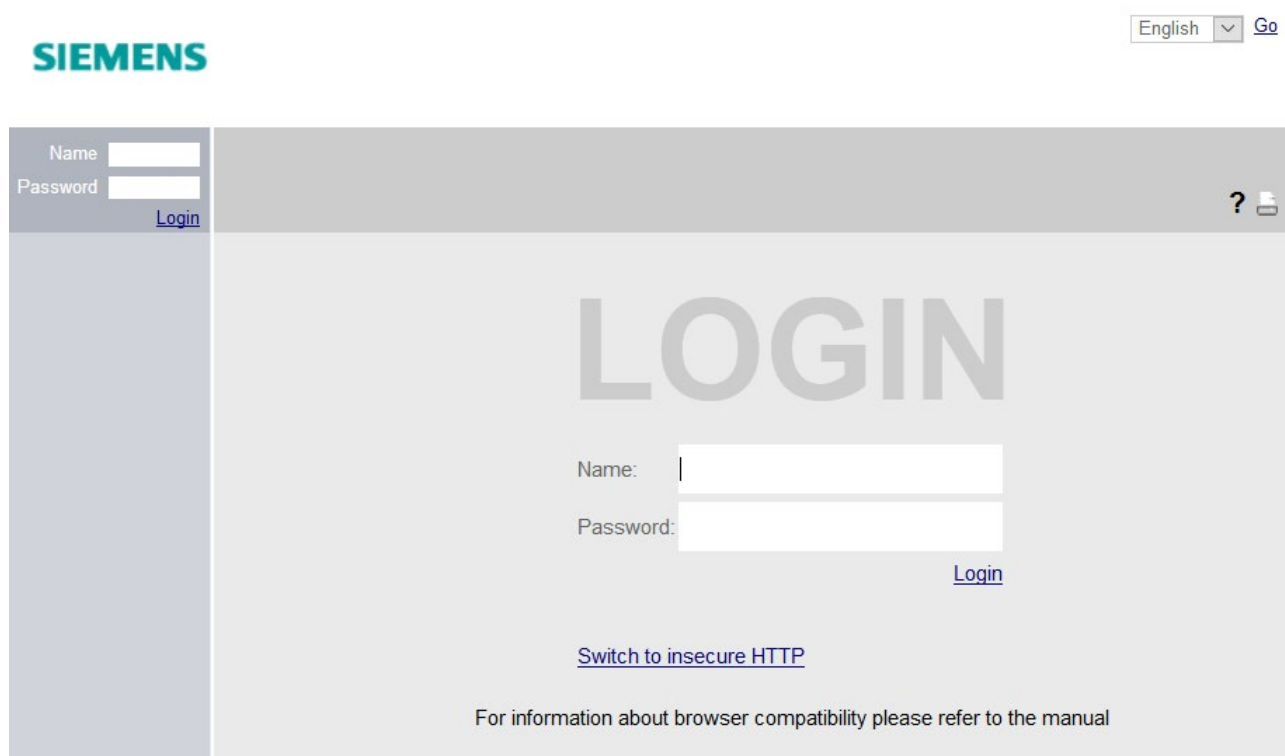 English Go
SIEMENS
Name
Password
Login
?
LOGIN
Name:
Password:
Login
Switch to insecure HTTP
For information about browser compatibility please refer to the manual